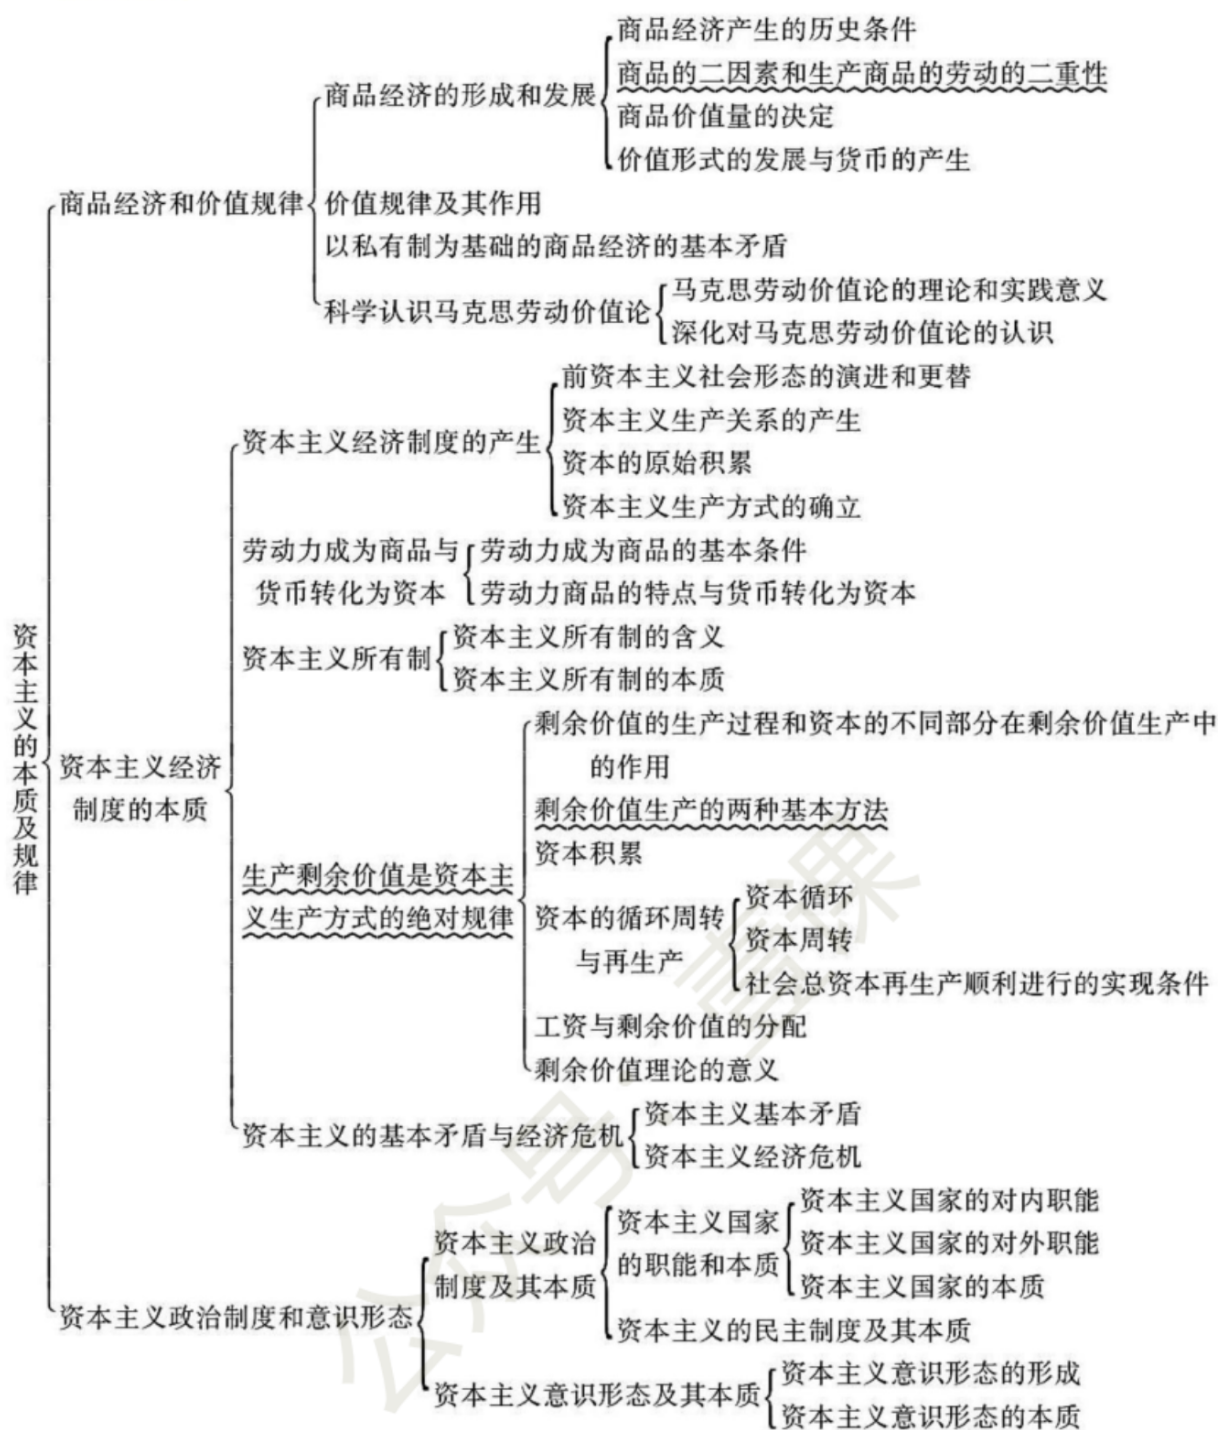 资本主义的本质及规律
商品经济和价值规律
商品经济的形成和发展
商品经济产生的历史条件
商品的二因素和生产商品的劳动的二重性
商品价值量的决定
价值形式的发展与货币的产生
价值规律及其作用
以私有制为基础的商品经济的基本矛盾
科学认识马克思劳动价值论
马克思劳动价值论的理论和实践意义
深化对马克思劳动价值论的认识
资本主义经济
制度的本质
资本主义经济制度的产生
前资本主义社会形态的演进和更替
资本主义生产关系的产生
资本的原始积累
资本主义生产方式的确立
劳动力成为商品与
货币转化为资本
劳动力成为商品的基本条件
劳动力商品的特点与货币转化为资本
资本主义所有制
资本主义所有制的含义
资本主义所有制的本质
生产剩余价值是资本主
义生产方式的绝对规律
剩余价值的生产过程和资本的不同部分在剩余价值生产中
的作用
剩余价值生产的两种基本方法
资本积累
资本的循环周转
与再生产
资本循环
资本周转
社会总资本再生产顺利进行的实现条件
工资与剩余价值的分配
剩余价值理论的意义
资本主义的基本矛盾与经济危机
资本主义基本矛盾
资本主义经济危机
资本主义政治制度和意识形态
资本主义政治
制度及其本质
资本主义国家
的职能和本质
资本主义国家的对内职能
资本主义国家的对外职能
资本主义国家的本质
资本主义的民主制度及其本质
资本主义意识形态及其本质
资本主义意识形态的形成
资本主义意识形态的本质
公众号：壹课